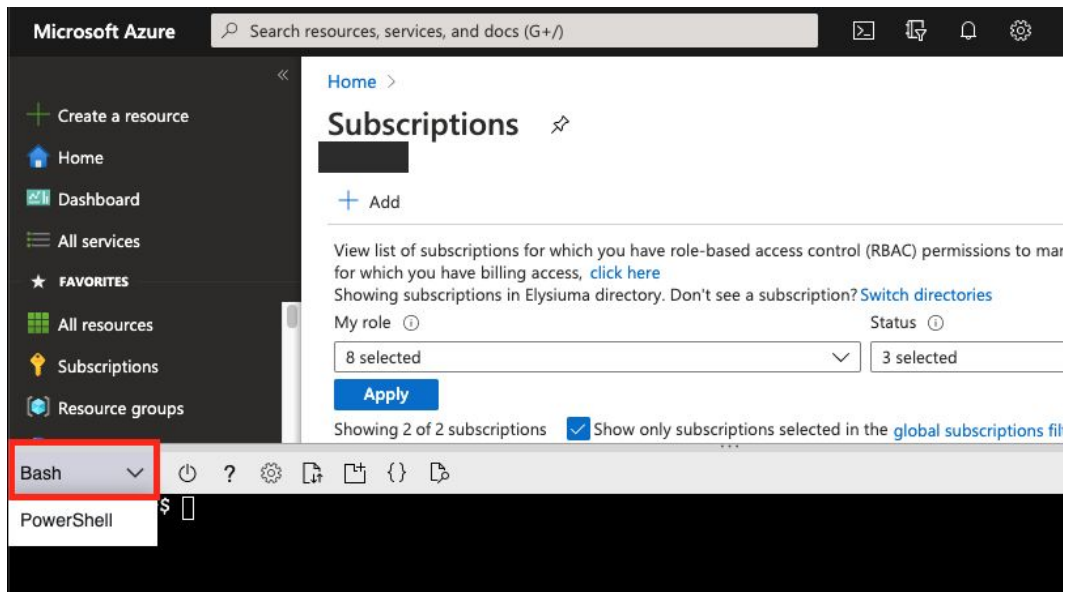 Microsoft Azure
Search resources, services, and docs (G+/)
«
Create a resource
Home
Dashboard
All services
FAVORITES
All resources
Subscriptions
Resource groups
Home >
Subscriptions
+ Add
View list of subscriptions for which you have role-based access control (RBAC) permissions to
for which you have billing access, click here
Showing subscriptions in Elysiuma directory. Don't see a subscription? Switch directories
My role
Status
8 selected
3 selected
Apply
Showing 2 of 2 subscriptions Show only subscriptions selected in the global subscriptions
Bash
? {}
PowerShell
$